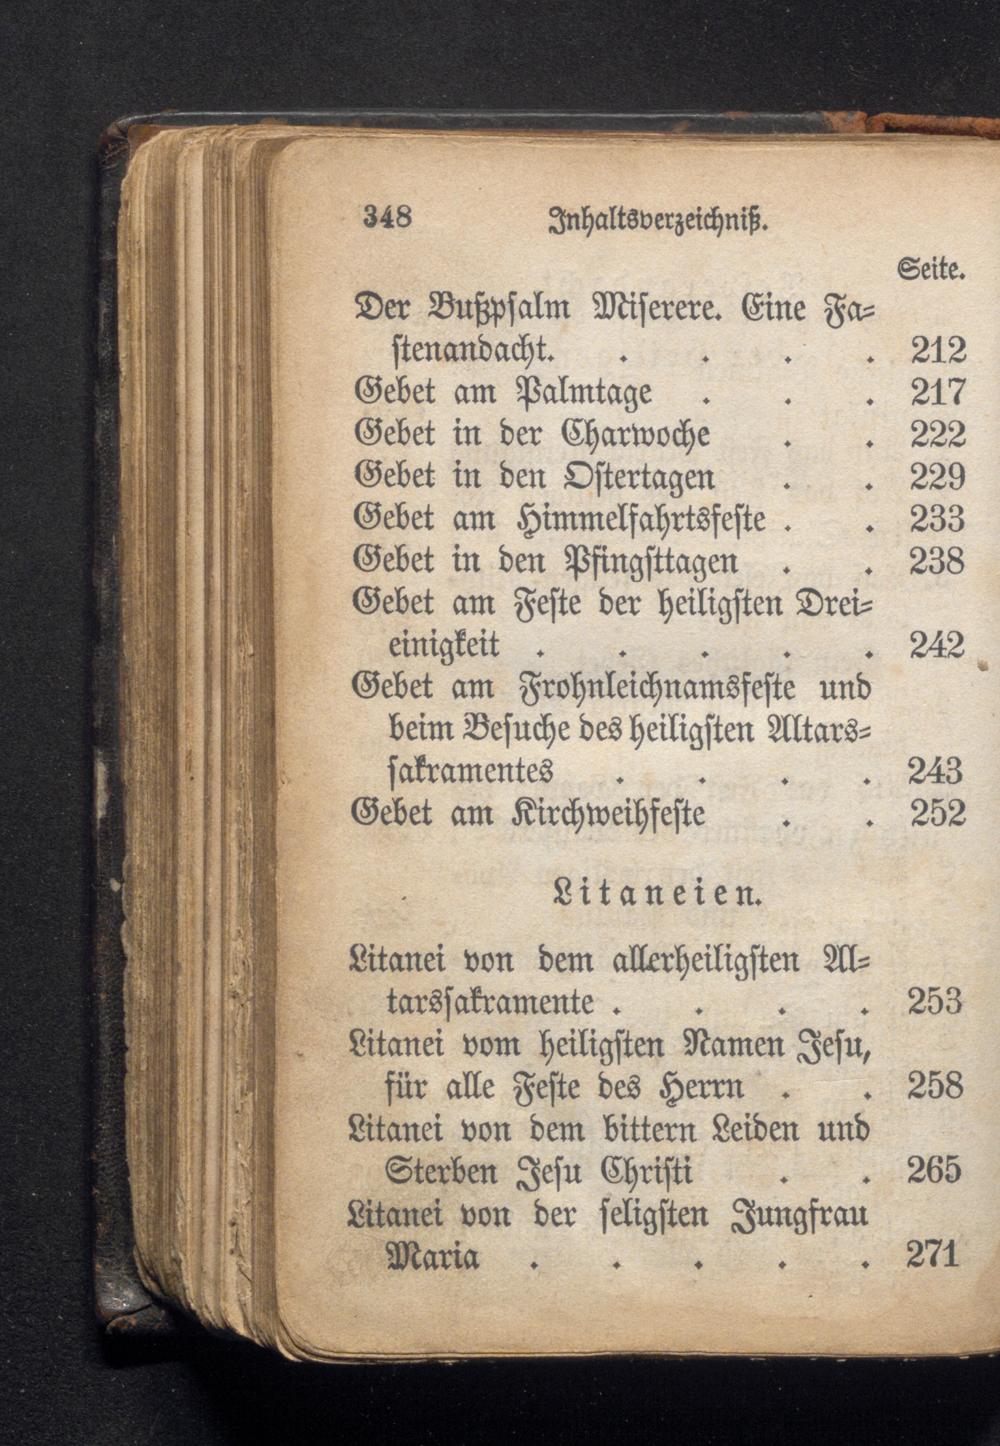 348 Inhaltsverzeichniß.
Seite.
Der Bußpsalm Miserere. Eine Fa-
stenandacht. . . . . 212
Gebet am Palmtage . . . 217
Gebet in der Charwoche . . 222
Gebet in den Ostertagen . . 229
Gebet am Himmelfahrtsfeste . . 233
Gebet in den Pfingsttagen . . 238
Gebet am Feste der heiligsten Drei-
einigkeit . . . . . 242
Gebet am Frohnleichnamsfeste und
beim Besuche des heiligsten Altars-
sakramentes . . . . 243
Gebet am Kirchweihfeste . . 252
Litaneien.
Litanei von dem allerheiligsten Al-
tarssakramente . . . . 253
Litanei vom heiligsten Namen Jesu,
für alle Feste des Herrn . . 258
Litanei von dem bittern Leiden und
Sterben Jesu Christi . . 265
Litanei von der seligsten Jungfrau
Maria . . . . . 271